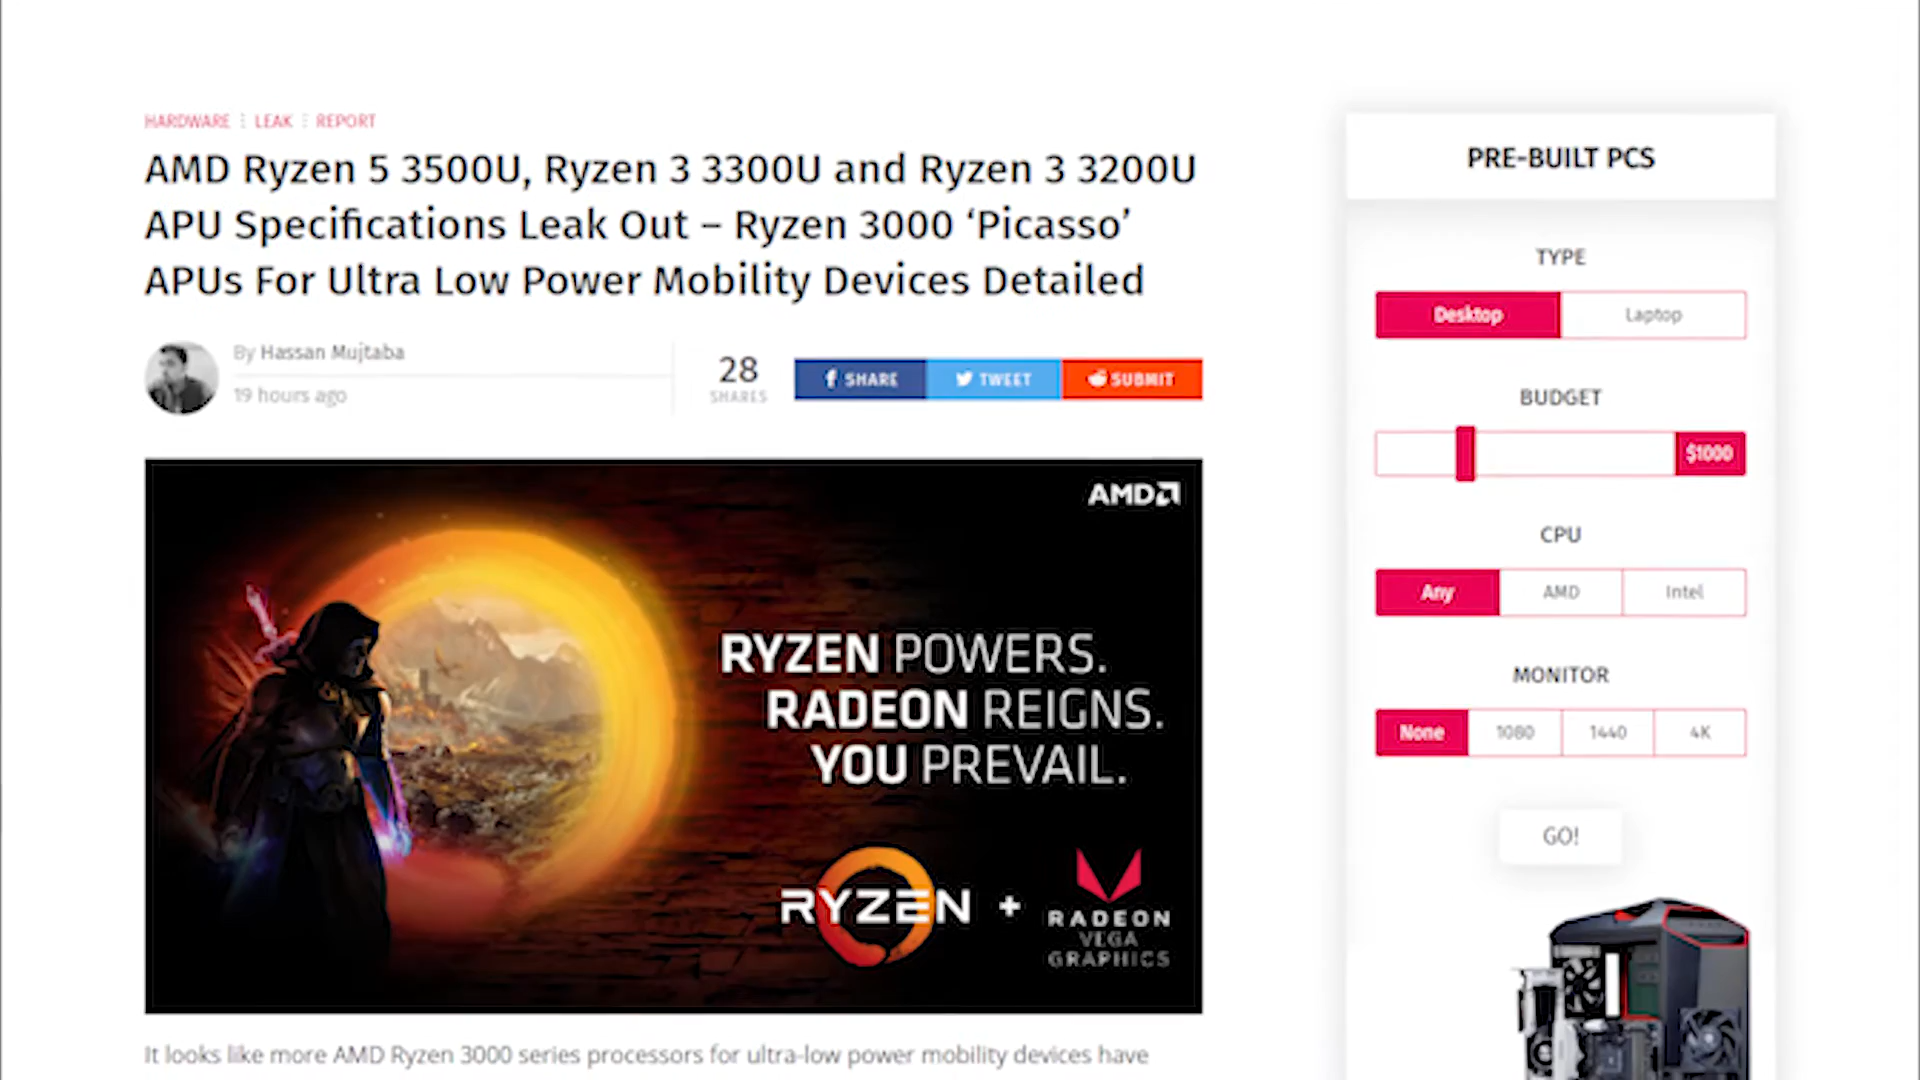 HARDWARE ⋮ LEAK ⋮ REPORT
AMD Ryzen 5 3500U, Ryzen 3 3300U and Ryzen 3 3200U
APU Specifications Leak Out – Ryzen 3000 ‘Picasso’
APUs For Ultra Low Power Mobility Devices Detailed
By Hassan Mujtaba
19 hours ago
28
SHARES
SHARE
TWEET
SUBMIT
AMD
RYZEN POWERS.
RADEON REIGNS.
YOU PREVAIL.
RYZEN + RADEON
VEGA
GRAPHICS
It looks like more AMD Ryzen 3000 series processors for ultra-low power mobility devices have
PRE-BUILT PCS
TYPE
Desktop Laptop
BUDGET
$1000
CPU
Any AMD Intel
MONITOR
None 1080 1440 4K
GO!